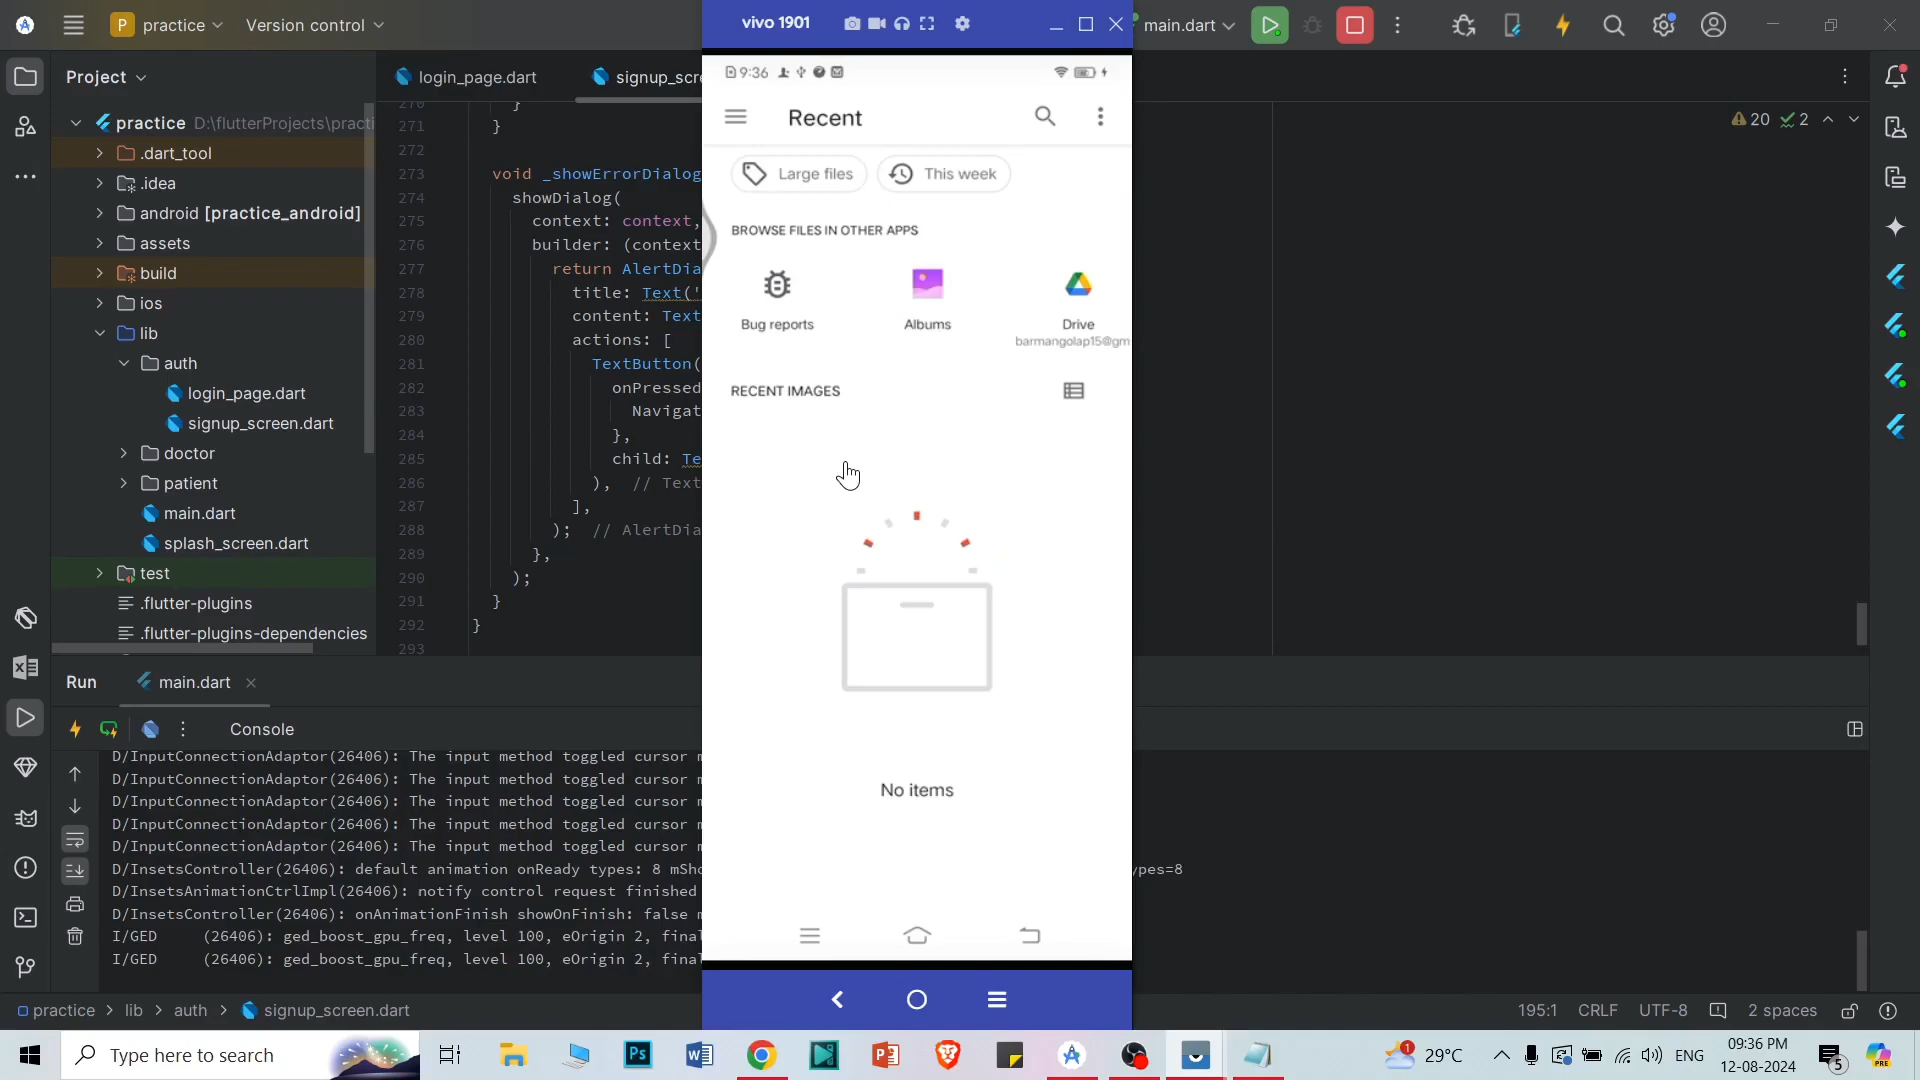 P practice
Version control
vivo 1901
main.dart
Project
login_page.dart
signup_scre
9:36
Recent
Large files
This week
BROWSE FILES IN OTHER APPS
Bug reports
Albums
Drive
barmangolap15@gm
RECENT IMAGES
No items
practice D:\flutterProjects\practi
.dart_tool
.idea
android [practice_android]
assets
build
ios
lib
auth
login_page.dart
signup_screen.dart
doctor
patient
main.dart
splash_screen.dart
test
.flutter-plugins
.flutter-plugins-dependencies
270 }
271 }
272
273 void _showErrorDialog
274 showDialog(
275 context: context,
276 builder: (context
277 return AlertDia
278 title: Text('
279 content: Text
280 actions: [
281 TextButton(
282 onPressed
283 Navigat
284 },
285 child: Te
286 ), // Text
287 ],
288 ); // AlertDia
289 },
290 );
291 }
292 }
293
20 2
Run
main.dart
Console
D/InputConnectionAdaptor(26406): The input method toggled cursor m
D/InputConnectionAdaptor(26406): The input method toggled cursor m
D/InputConnectionAdaptor(26406): The input method toggled cursor m
D/InputConnectionAdaptor(26406): The input method toggled cursor m
D/InputConnectionAdaptor(26406): The input method toggled cursor m
D/InsetsController(26406): default animation onReady types: 8 mSho ypes=8
D/InsetsAnimationCtrlImpl(26406): notify control request finished
D/InsetsController(26406): onAnimationFinish showOnFinish: false m
I/GED (26406): ged_boost_gpu_freq, level 100, eOrigin 2, final
I/GED (26406): ged_boost_gpu_freq, level 100, eOrigin 2, final
practice > lib > auth > signup_screen.dart
195:1 CRLF UTF-8 2 spaces
Type here to search
1 29°C
ENG
09:36 PM
12-08-2024
5
PRE